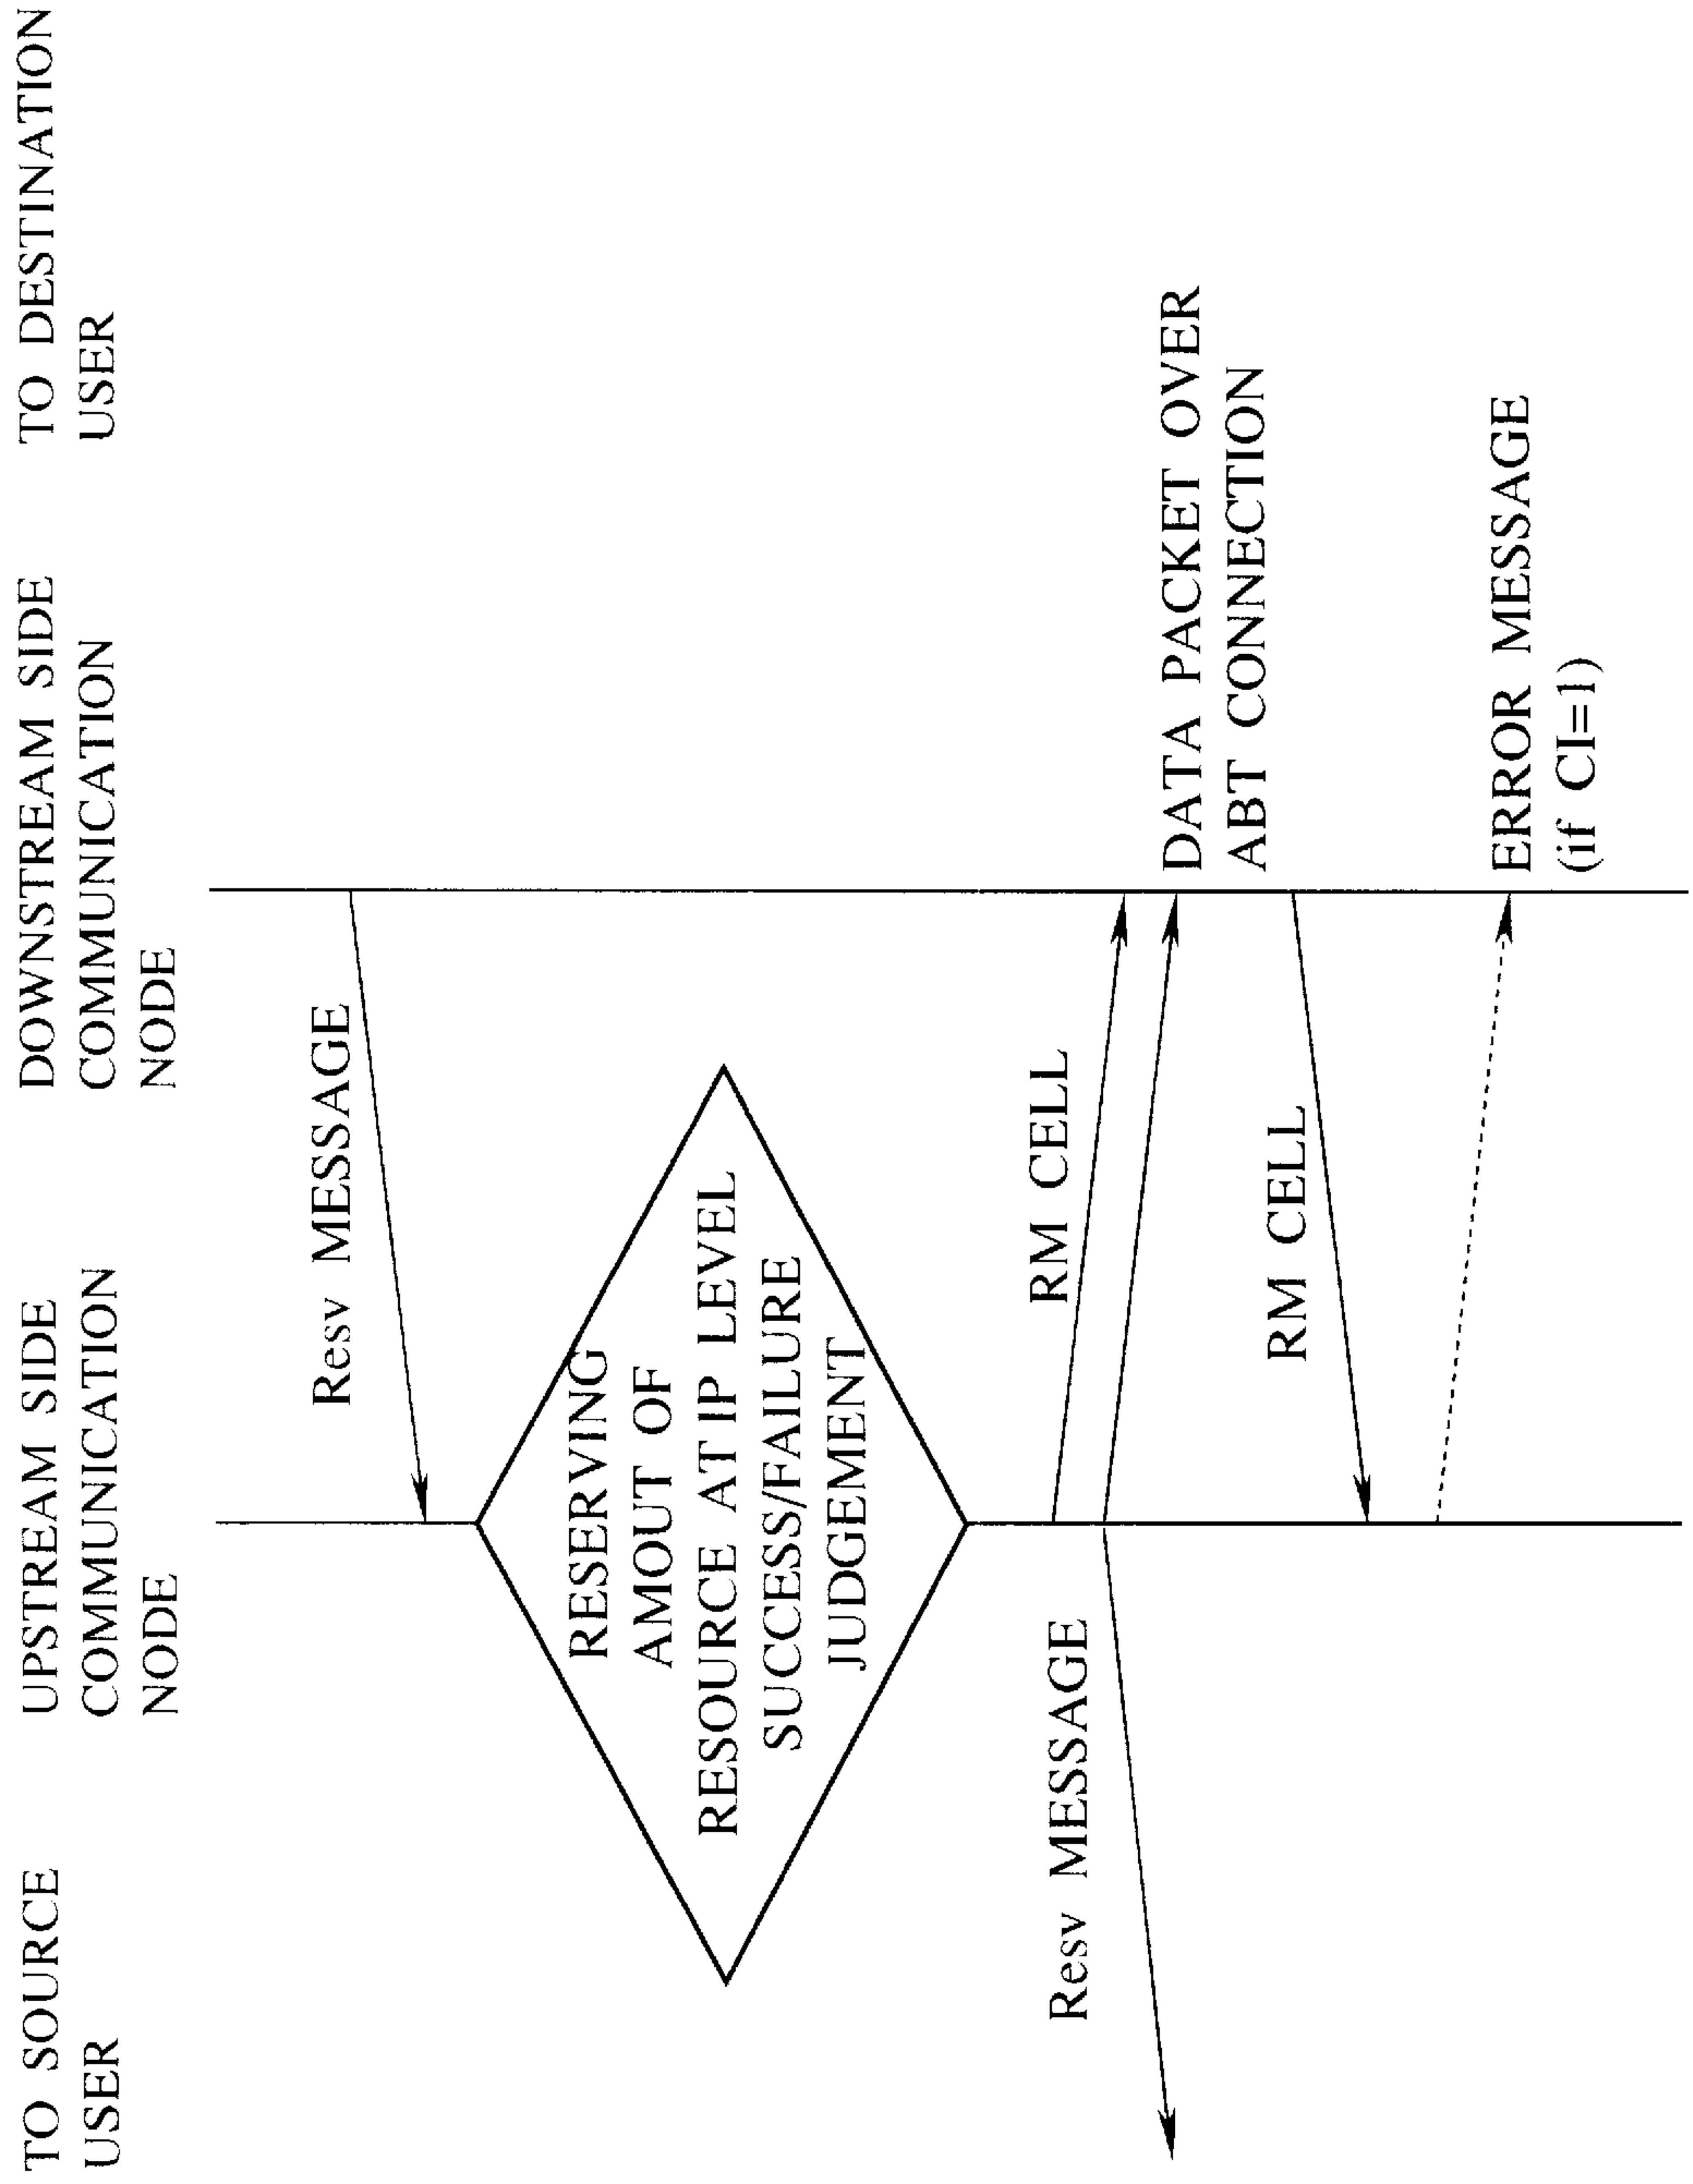 TO SOURCE
USER
UPSTREAM SIDE
COMMUNICATION
NODE
DOWNSTREAM SIDE
COMMUNICATION
NODE
TO DESTINATION
USER
Resv MESSAGE
RESERVING
AMOUT OF
RESOURCE AT IP LEVEL
SUCCESS/FAILURE
JUDGEMENT
Resv MESSAGE
RM CELL
DATA PACKET OVER
ABT CONNECTION
RM CELL
ERROR MESSAGE
(if CI=1)